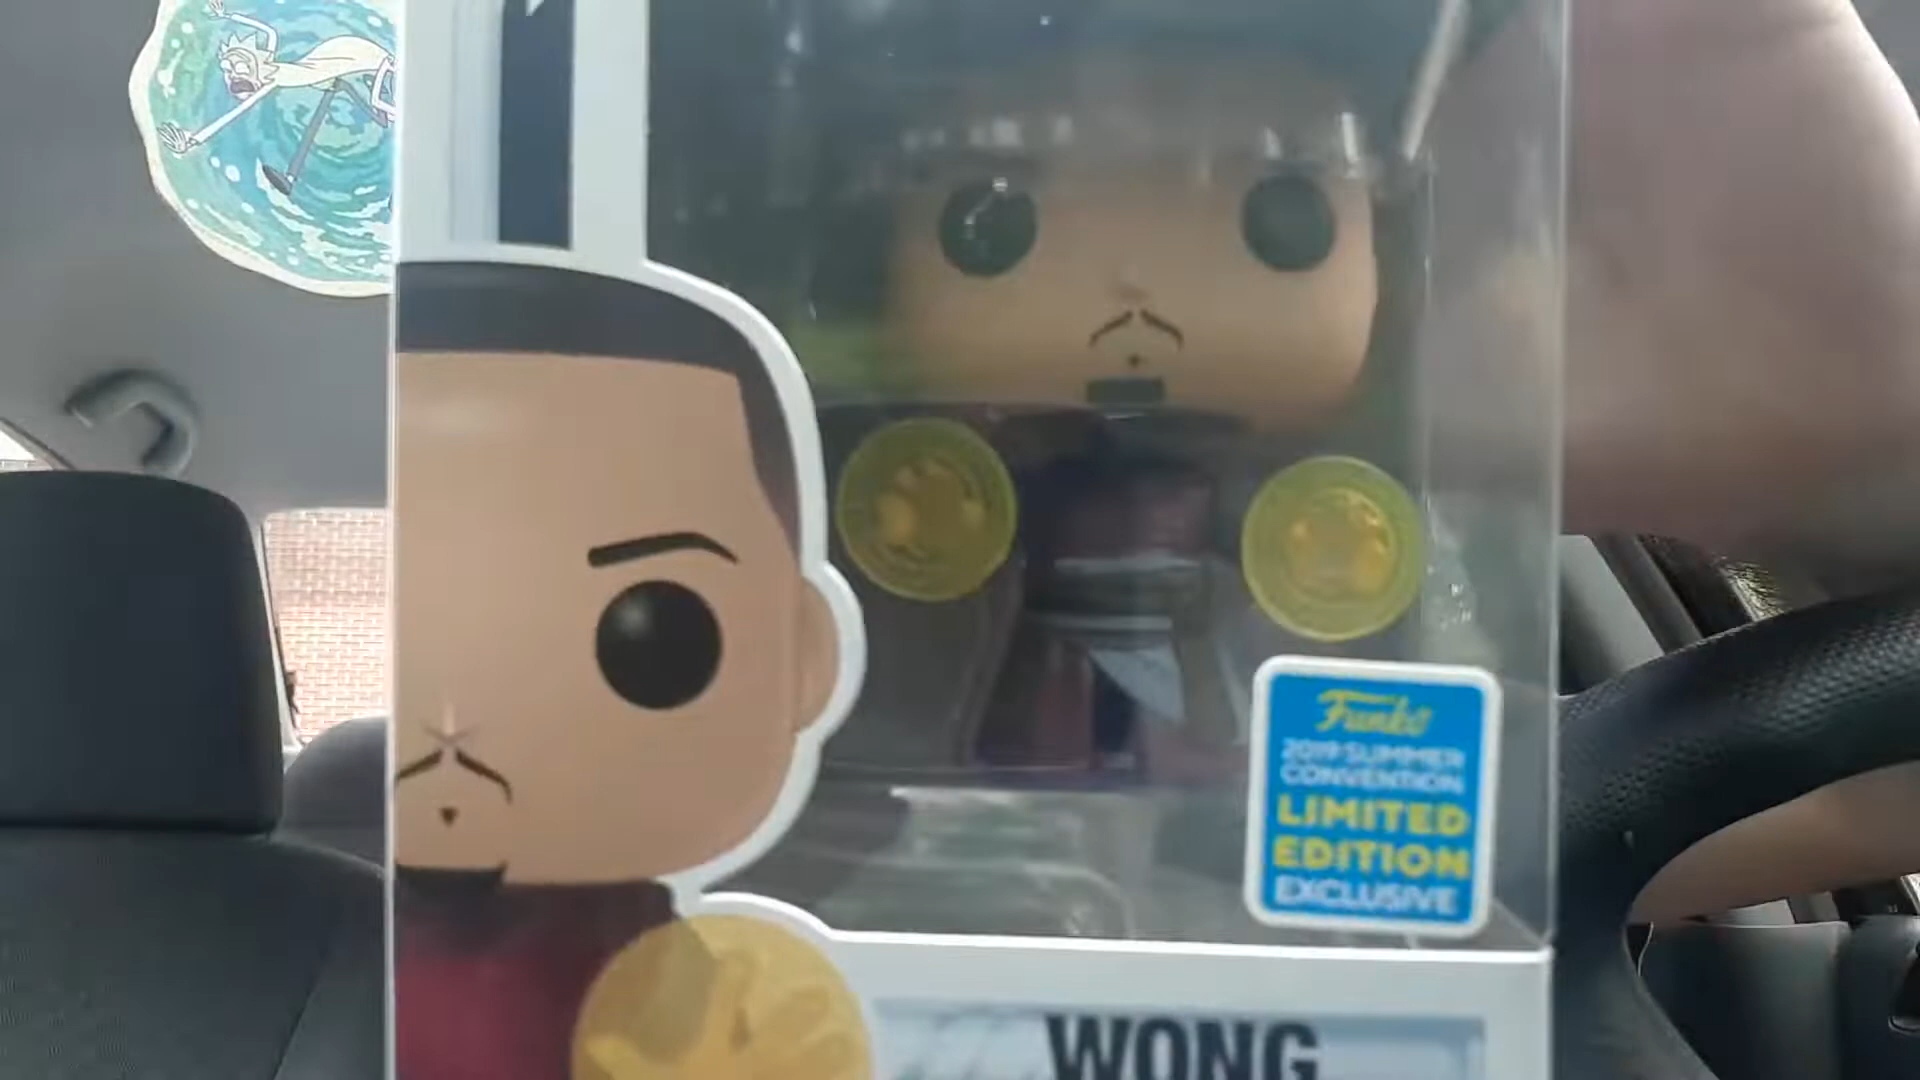 Funko
2019 SUMMER
CONVENTION
LIMITED
EDITION
EXCLUSIVE
WONG